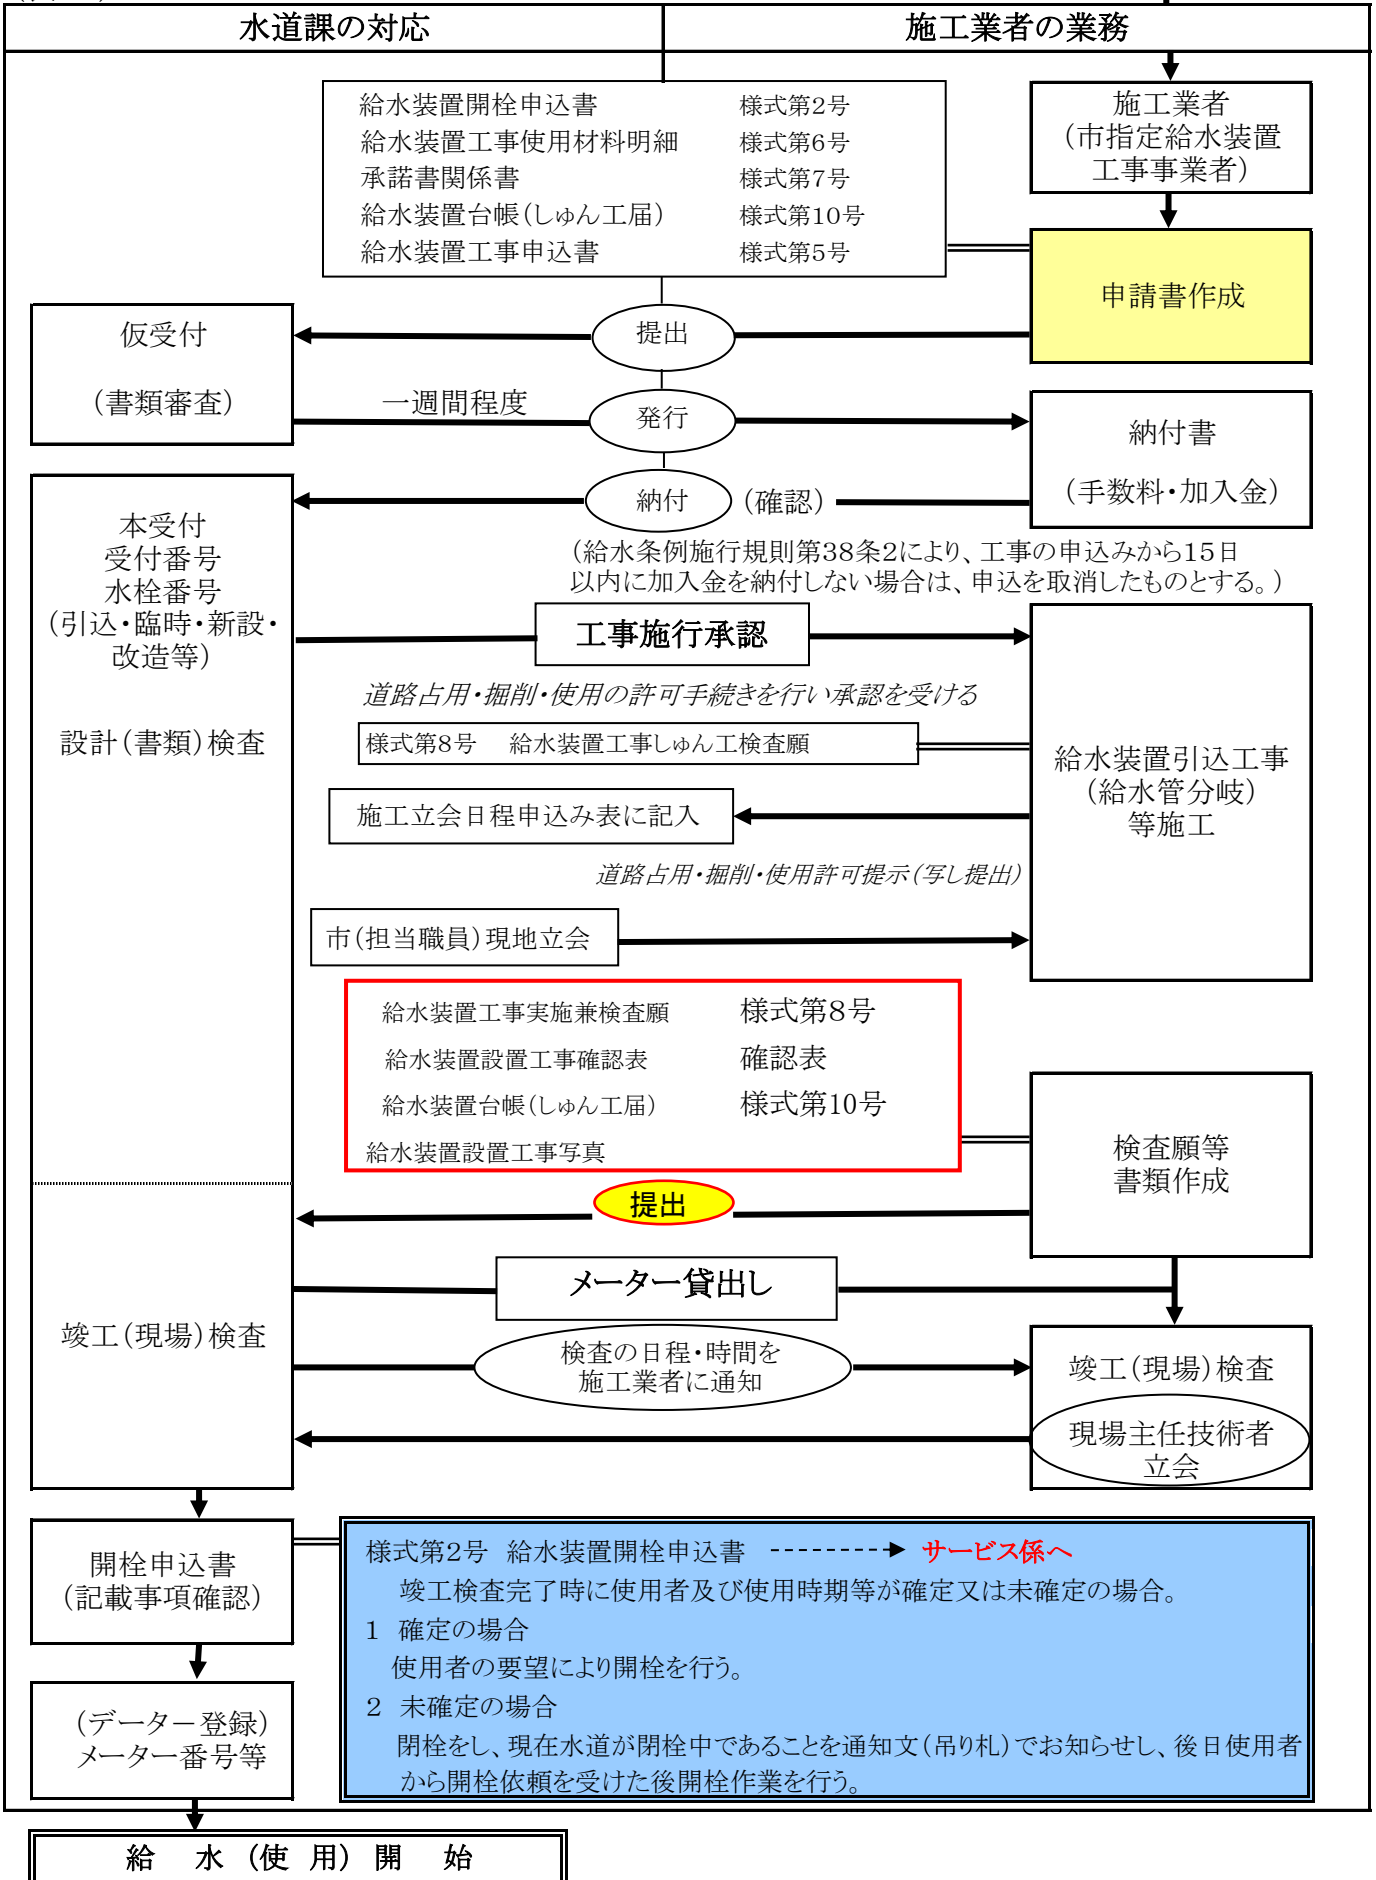 水道課の対応
施工業者の業務
給水装置開栓申込書 様式第2号
給水装置工事使用材料明細 様式第6号
承諾書関係書 様式第7号
給水装置台帳(しゅん工届) 様式第10号
給水装置工事申込書 様式第5号
施工業者
(市指定給水装置
工事事業者)
申請書作成
仮受付
(書類審査)
提出
一週間程度
発行
納付書
(手数料・加入金)
納付
(確認)
(給水条例施行規則第38条2により、工事の申込みから15日
以内に加入金を納付しない場合は、申込を取消したものとする。)
本受付
受付番号
水栓番号
(引込・臨時・新設・
改造等)
設計(書類)検査
工事施行承認
道路占用・掘削・使用の許可手続きを行い承認を受ける
様式第8号 給水装置工事しゅん工検査願
給水装置引込工事
(給水管分岐)
等施工
施工立会日程申込み表に記入
道路占用・掘削・使用許可提示(写し提出)
市(担当職員)現地立会
給水装置工事実施兼検査願 様式第8号
給水装置設置工事確認表 確認表
給水装置台帳(しゅん工届) 様式第10号
給水装置設置工事写真
検査願等
書類作成
提出
メーター貸出し
竣工(現場)検査
検査の日程・時間を
施工業者に通知
竣工(現場)検査
現場主任技術者
立会
開栓申込書
(記載事項確認)
様式第2号 給水装置開栓申込書 サービス係へ
竣工検査完了時に使用者及び使用時期等が確定又は未確定の場合。
1 確定の場合
使用者の要望により開栓を行う。
2 未確定の場合
閉栓をし、現在水道が閉栓中であることを通知文(吊り札)でお知らせし、後日使用者
から開栓依頼を受けた後開栓作業を行う。
(データー登録)
メーター番号等
給 水 (使 用) 開 始